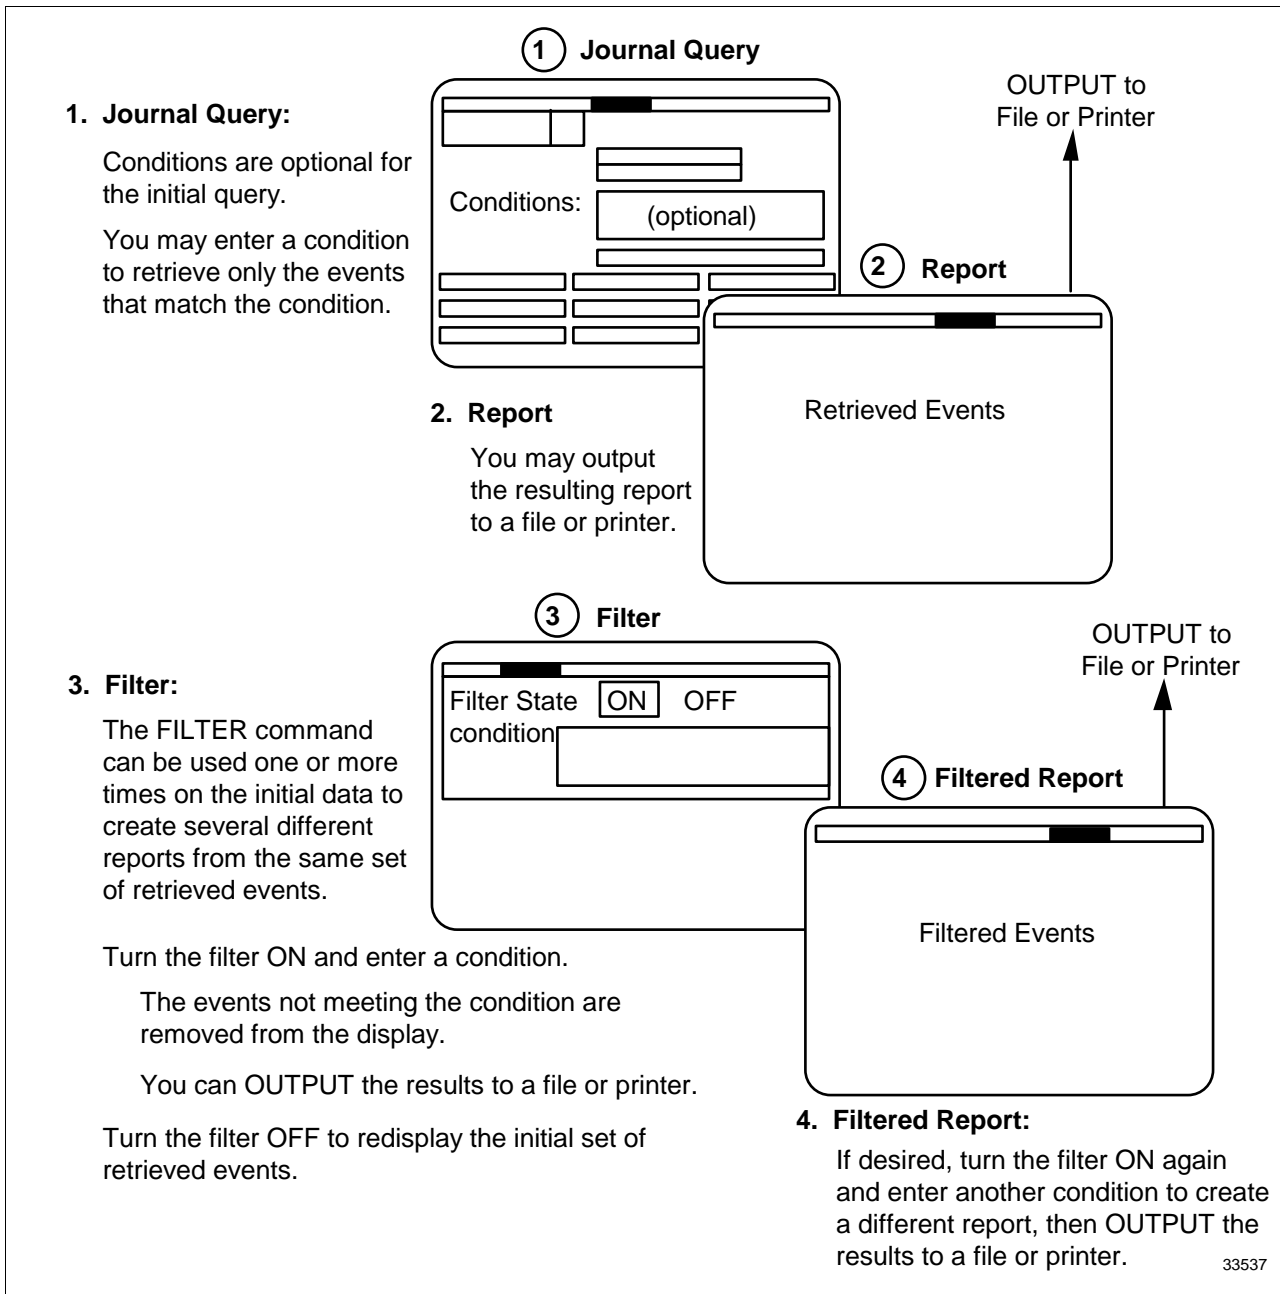 1 Journal Query
OUTPUT to
File or Printer
1. Journal Query:
Conditions are optional for
the initial query.
You may enter a condition
to retrieve only the events
that match the condition.
Conditions:
(optional)
2 Report
Retrieved Events
2. Report
You may output
the resulting report
to a file or printer.
3 Filter
OUTPUT to
File or Printer
3. Filter:
The FILTER command
can be used one or more
times on the initial data to
create several different
reports from the same set
of retrieved events.
Filter State ON OFF
condition
4 Filtered Report
Filtered Events
Turn the filter ON and enter a condition.
The events not meeting the condition are
removed from the display.
You can OUTPUT the results to a file or printer.
Turn the filter OFF to redisplay the initial set of
retrieved events.
4. Filtered Report:
If desired, turn the filter ON again
and enter another condition to create
a different report, then OUTPUT the
results to a file or printer.
33537